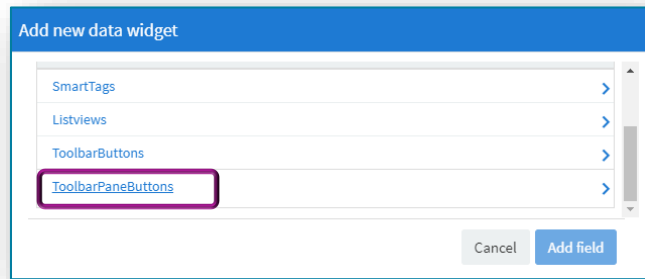 Add new data widget
SmartTags
Listviews
ToolbarButtons
ToolbarPaneButtons
Cancel Add field